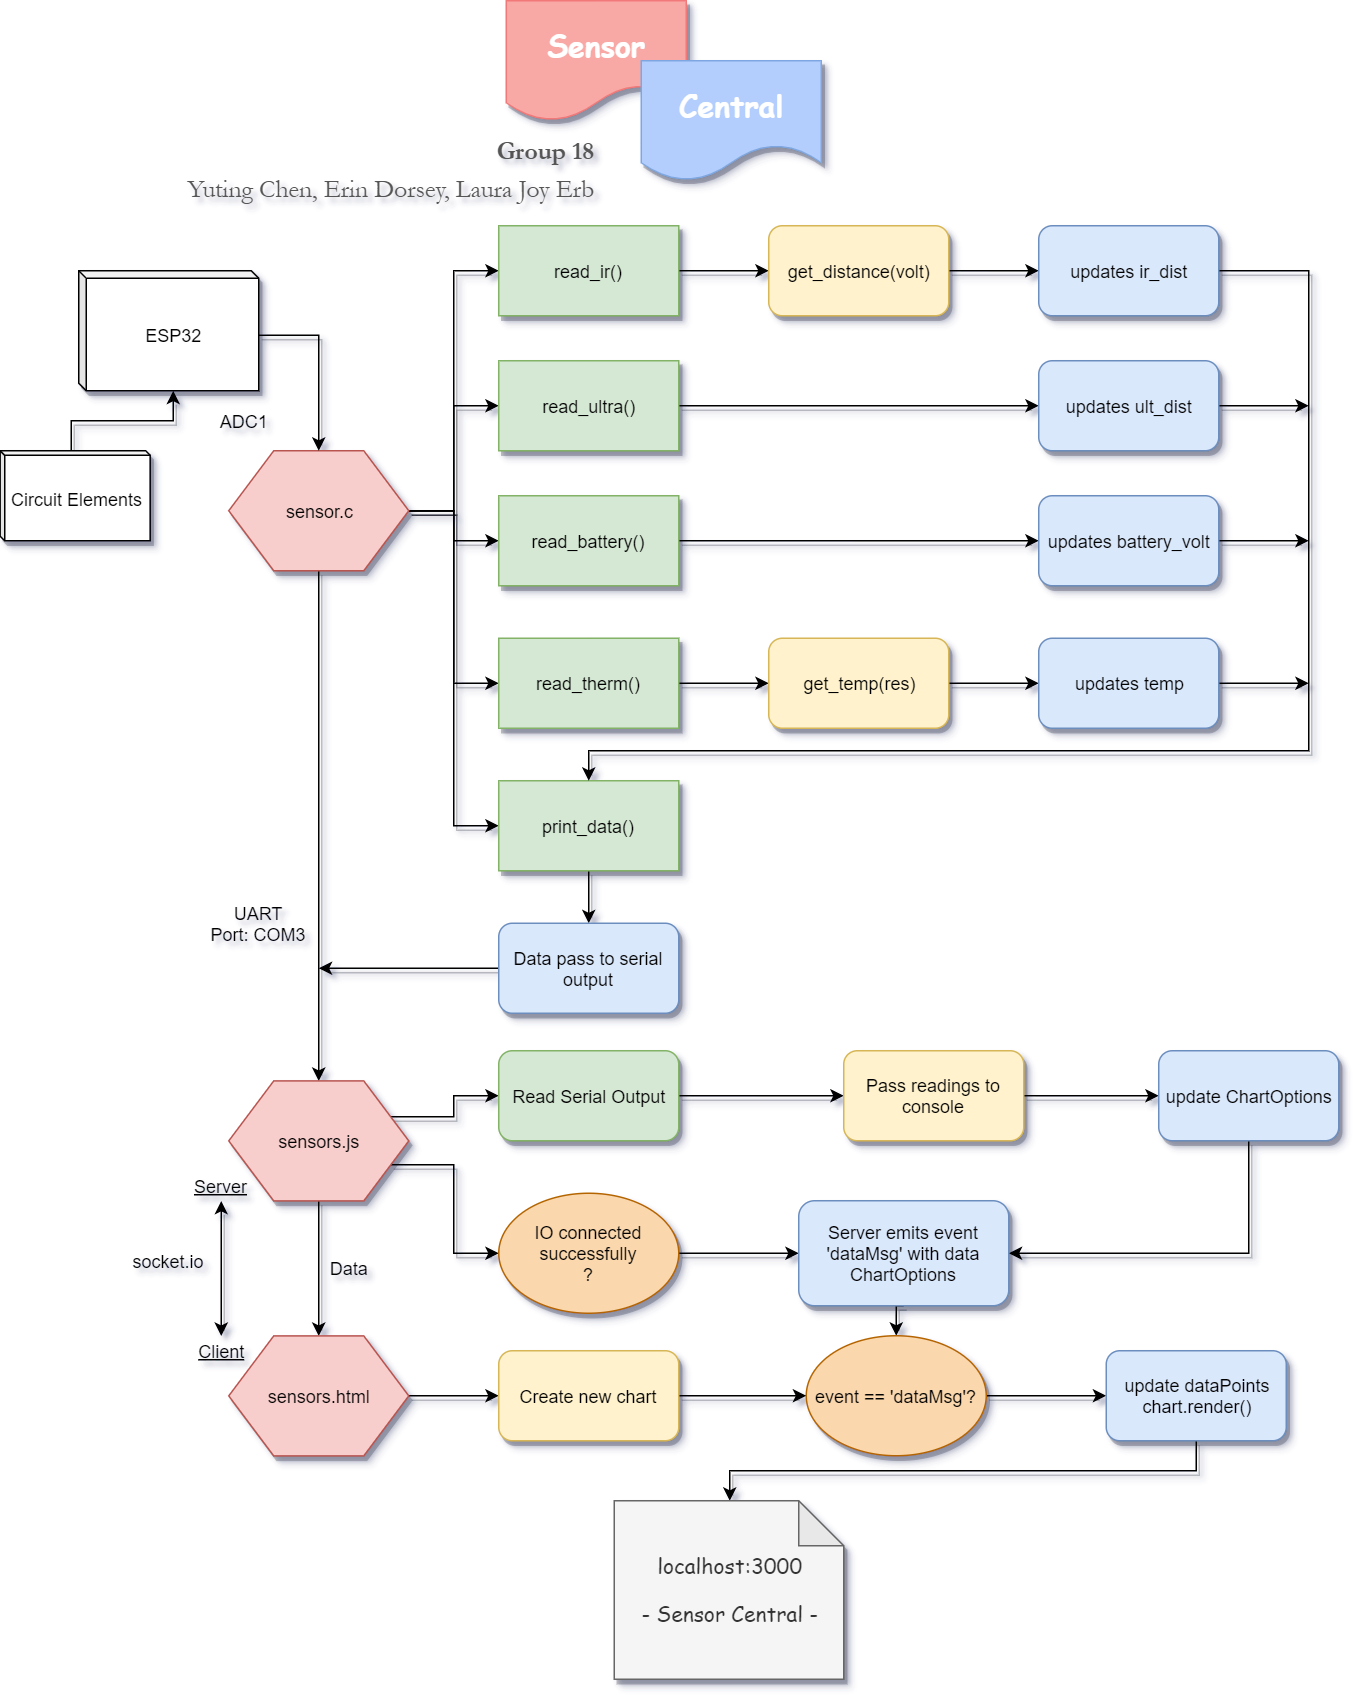 Sensor
Central
Group 18
Yuting Chen, Erin Dorsey, Laura Joy Erb
read_ir()
get_distance(volt)
updates ir_dist
ESP32
ADC1
read_ultra()
updates ult_dist
Circuit Elements
sensor.c
read_battery()
updates battery_volt
read_therm()
get_temp(res)
updates temp
print_data()
UART
Port: COM3
Data pass to serial
output
sensors.js
Read Serial Output
Pass readings to
console
update ChartOptions
Server
socket.io
Client
Data
IO connected
successfully
?
Server emits event
'dataMsg' with data
ChartOptions
sensors.html
Create new chart
event == 'dataMsg'?
update dataPoints
chart.render()
localhost:3000
- Sensor Central -